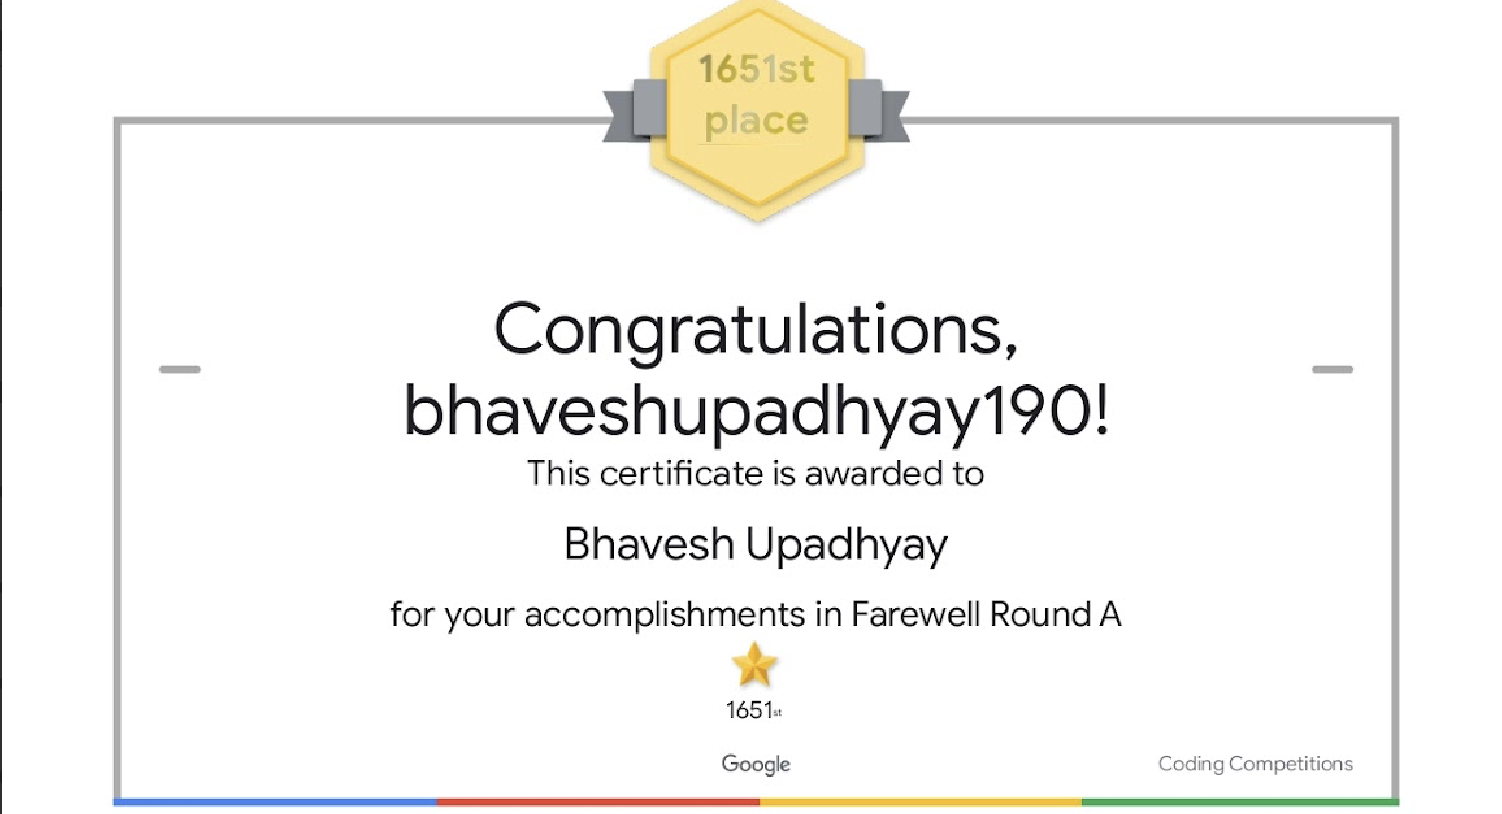 1651st
place
Congratulations,
bhaveshupadhyay190!
This certificate is awarded to
Bhavesh Upadhyay
for your accomplishments in Farewell Round A
1651st
Google
Coding Competitions